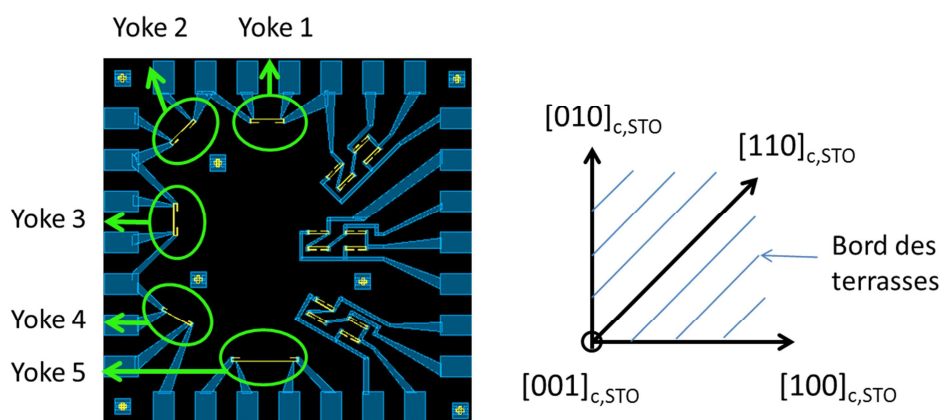 Yoke 2
Yoke 1
Yoke 3
Yoke 4
Yoke 5
[010]c,STO
[110]c,STO
Bord des
terrasses
[001]c,STO
[100]c,STO